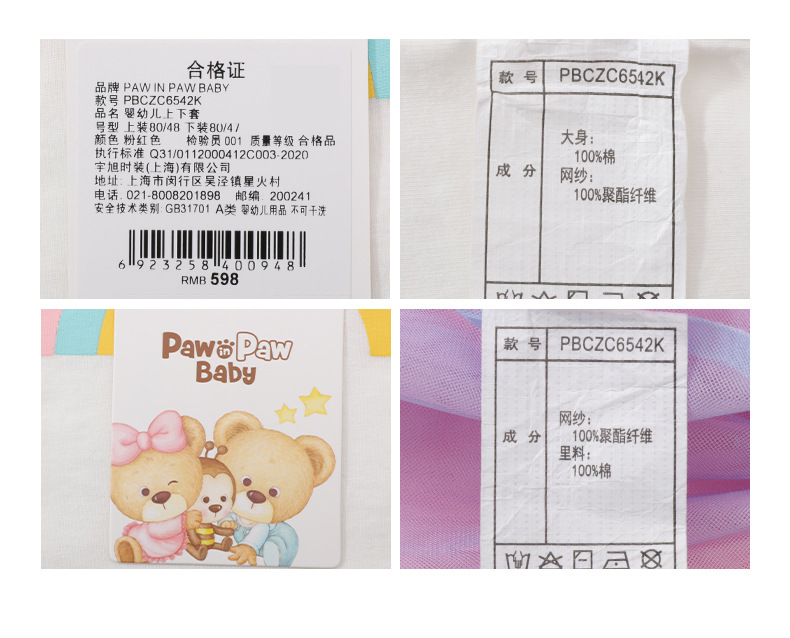 合格证
品牌 PAW IN PAW BABY
款号 PBCZC6542K
品名 婴幼儿上下套
号型 上装80/48 下装80/47
颜色 粉红色 检验员001 质量等级 合格品
执行标准 Q31/0112000412C003-2020
宇旭时装(上海)有限公司
地址: 上海市闵行区吴泾镇星火村
电话. 021-8008201898 邮编. 200241
安全技术类别: GB31701 A类 婴幼儿用品 不可干洗
6 923258 400948
RMB 598
款号 PBCZC6542K
成分
大身:
100%棉
网纱:
100%聚酯纤维
Paw in Paw
Baby
款号 PBCZC6542K
成分
网纱:
100%聚酯纤维
里料:
100%棉